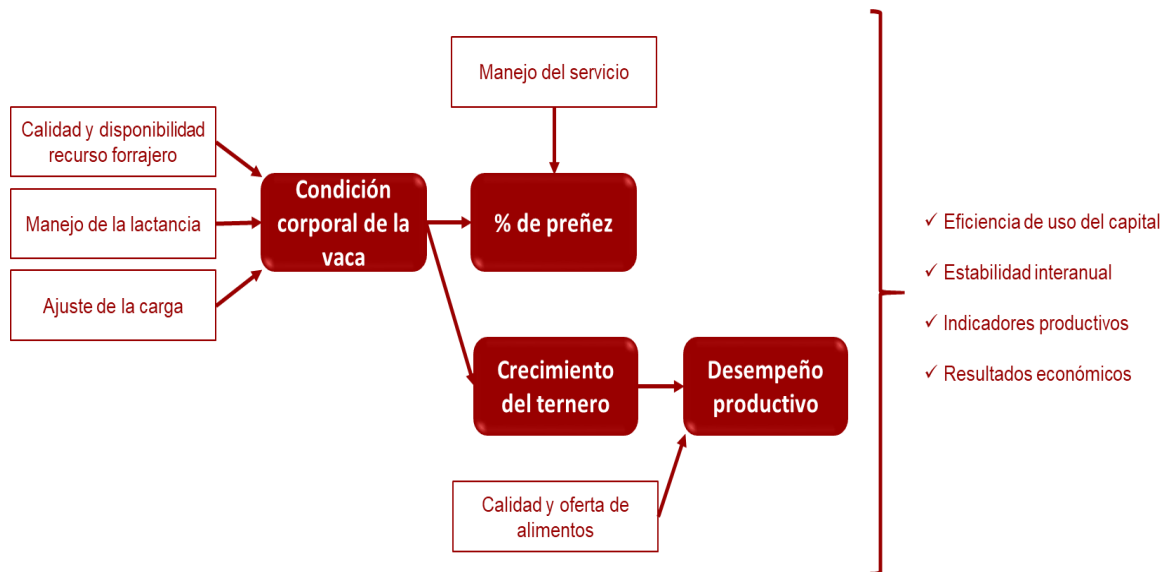 Manejo del servicio
Calidad y disponibilidad
recurso forrajero
Manejo de la lactancia
Ajuste de la carga
Condición
corporal de la
vaca
% de preñez
Crecimiento
del ternero
Desempeño
productivo
Calidad y oferta de
alimentos
✓ Eficiencia de uso del capital
✓ Estabilidad interanual
✓ Indicadores productivos
✓ Resultados económicos